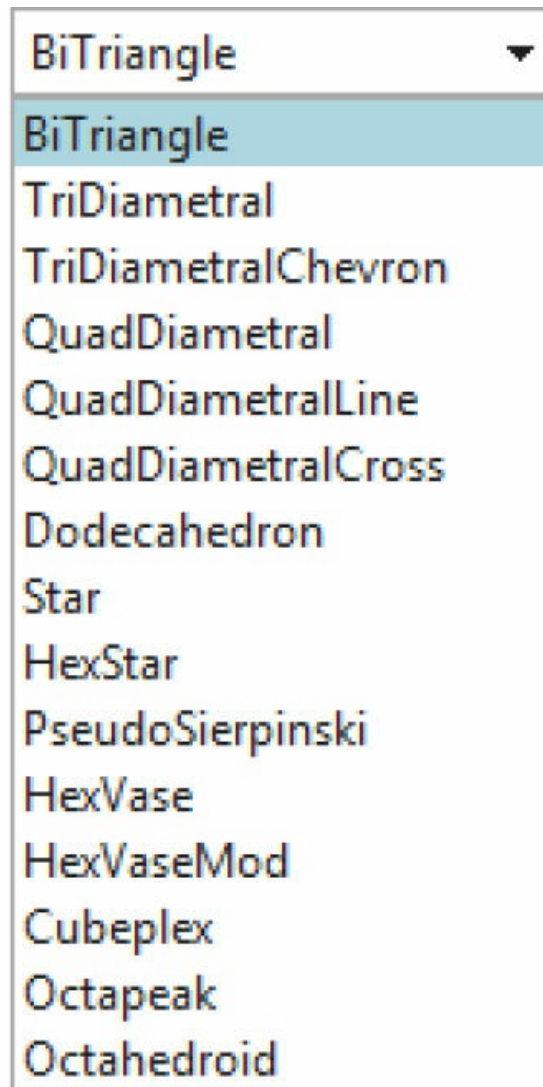 BiTriangle
BiTriangle
TriDiametral
TriDiametralChevron
QuadDiametral
QuadDiametralLine
QuadDiametralCross
Dodecahedron
Star
HexStar
PseudoSierpinski
HexVase
HexVaseMod
Cubeplex
Octapeak
Octahedroid